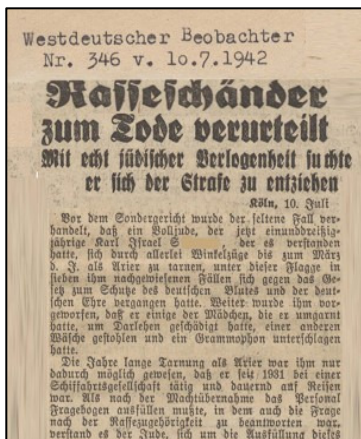 Westdeutscher Beobachter
Nr. 346 v. 10.7.1942
Rasseschänder
zum Tode verurteilt
Mit echt jüdischer Verlogenheit suchte
er sich der Strafe zu entziehen
Köln, 10. Juli
Vor dem Sondergericht wurde der seltene Fall ver-
handelt, daß ein Volljude, der jetzt einunddreißig-
jährige Karl Israel S der es verstanden
hatte, sich durch allerlei Winkelzüge bis zum März
d. J. als Arier zu tarnen, unter dieser Flagge in
sieben ihm nachgewiesenen Fällen sich gegen das Ge-
setz zum Schutze des deutschen Blutes und der deut-
schen Ehre vergangen hatte. Weiter wurde ihm vor-
geworfen, daß er einige der Mädchen, die er umgarnt
hatte, um Darlehen geschädigt hatte, einer anderen
Wäsche gestohlen und ein Grammophon unterschlagen
hatte.
Die Jahre lange Tarnung als Arier war ihm nur
dadurch möglich gewesen, daß er seit 1931 bei einer
Schiffahrtsgesellschaft tätig und dauernd auf Reisen
war. Als nach der Machtübernahme das Personal
Fragebogen ausfüllen mußte, in dem auch die Frage
nach der Rassezugehörigkeit zu beantworten war,
verstand es der Jude, sich um die Ausfüllung dieses